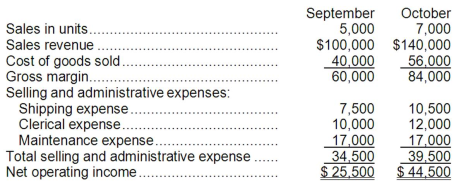 September October
Sales in units 5,000 7,000
Sales revenue $100,000 $140,000
Cost of goods sold 40,000 56,000
Gross margin 60,000 84,000
Selling and administrative expenses:
Shipping expense 7,500 10,500
Clerical expense 10,000 12,000
Maintenance expense 17,000 17,000
Total selling and administrative expense 34,500 39,500
Net operating income $ 25,500 $ 44,500